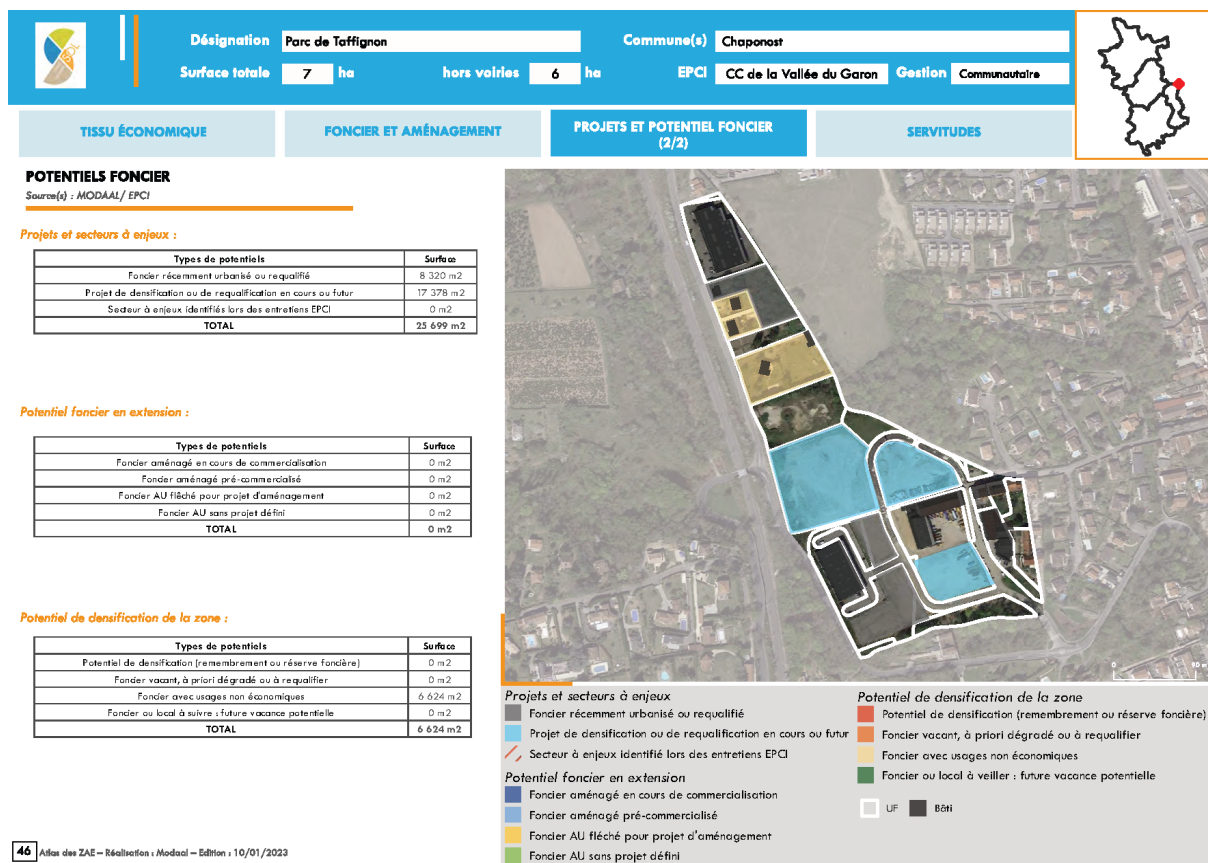 Désignation Parc de Taffignon Commune(s) Chaponost
Surface totale 7 ha hors voiries 6 ha EPCI CC de la Vallée du Garon Gestion Communautaire
TISSU ÉCONOMIQUE
FONCIER ET AMÉNAGEMENT
PROJETS ET POTENTIEL FONCIER
(2/2)
SERVITUDES
POTENTIELS FONCIER
Source(s) : MODAAL/ EPCI
Projets et secteurs à enjeux :
Types de potentiels Surface
Foncier récemment urbanisé ou requalifié 8 320 m2
Projet de densification ou de requalification en cours ou futur 17 378 m2
Secteur à enjeux identifiés lors des entretiens EPCI 0 m2
TOTAL 25 699 m2
Potentiel foncier en extension :
Types de potentiels Surface
Foncier aménagé en cours de commercialisation 0 m2
Foncier aménagé pré-commercialisé 0 m2
Foncier AU flêché pour projet d'aménagement 0 m2
Foncier AU sans projet défini 0 m2
TOTAL 0 m2
Potentiel de densification de la zone :
Types de potentiels Surface
Potentiel de densification (remembrement ou réserve foncière) 0 m2
Foncier vacant, à priori dégradé ou à requalifier 0 m2
Foncier avec usages non économiques 6 624 m2
Foncier ou local à suivre : future vacance potentielle 0 m2
TOTAL 6 624 m2
0 90 m
Projets et secteurs à enjeux
Foncier récemment urbanisé ou requalifié
Projet de densification ou de requalification en cours ou futur
Secteur à enjeux identifié lors des entretiens EPCI
Potentiel foncier en extension
Foncier aménagé en cours de commercialisation
Foncier aménagé pré-commercialisé
Foncier AU fléché pour projet d'aménagement
Foncier AU sans projet défini
Potentiel de densification de la zone
Potentiel de densification (remembrement ou réserve foncière)
Foncier vacant, à priori dégradé ou à requalifier
Foncier avec usages non économiques
Foncier ou local à veiller : future vacance potentielle
UF Bâti
46 Atlas des ZAE – Réalisation : Modaal – Edition : 10/01/2023